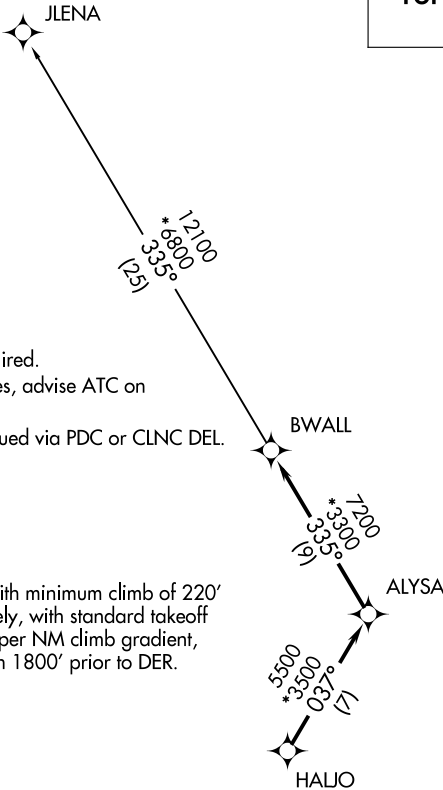 JLENA
12100
*6800
335°
(25)
ired.
es, advise ATC on
ued via PDC or CLNC DEL.
BWALL
7200
*3300
335°
(9)
ith minimum climb of 220'
ely, with standard takeoff
per NM climb gradient,
n 1800' prior to DER.
ALYSA
5500
*3500
037°
(7)
HALJO